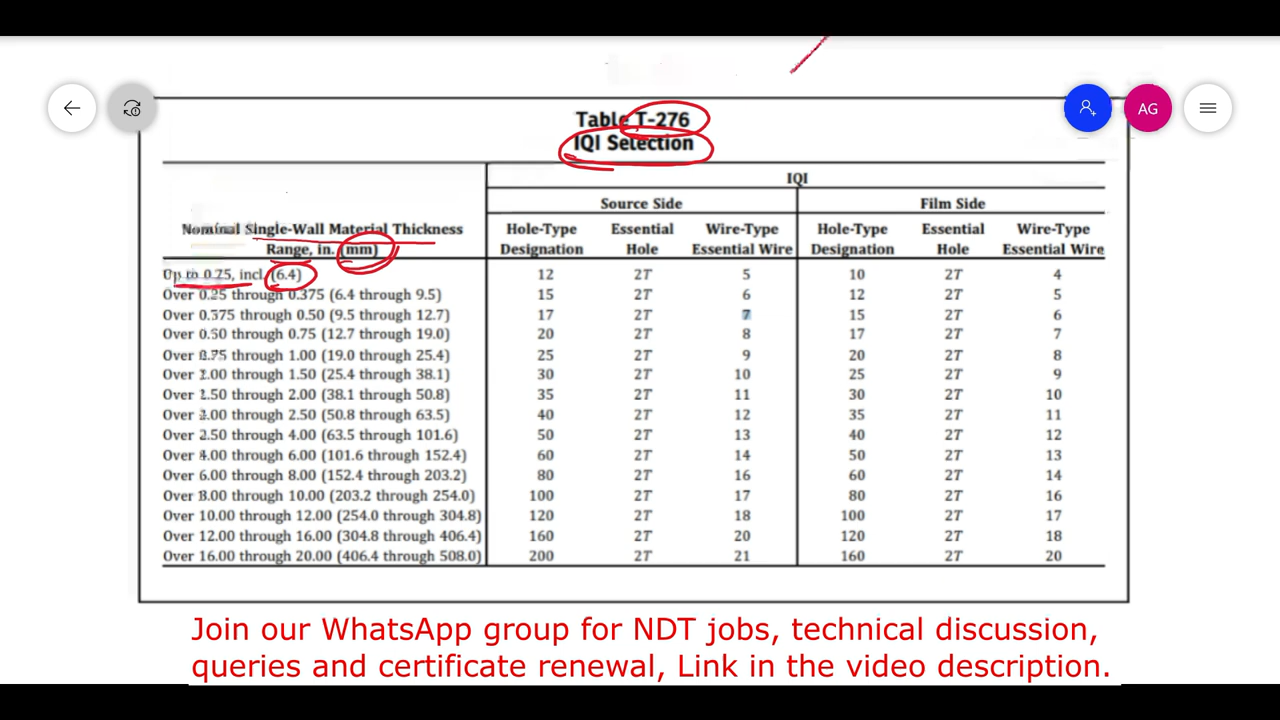 AG
Table T-276
IQI Selection
IQI
Source Side Film Side
Nominal Single-Wall Material Thickness Hole-Type Essential Wire-Type Hole-Type Essential Wire-Type
Range, in. (mm) Designation Hole Essential Wire Designation Hole Essential Wire
Up to 0.25, incl. (6.4) 12 2T 5 10 2T 4
Over 0.25 through 0.375 (6.4 through 9.5) 15 2T 6 12 2T 5
Over 0.375 through 0.50 (9.5 through 12.7) 17 2T 7 15 2T 6
Over 0.50 through 0.75 (12.7 through 19.0) 20 2T 8 17 2T 7
Over 0.75 through 1.00 (19.0 through 25.4) 25 2T 9 20 2T 8
Over 1.00 through 1.50 (25.4 through 38.1) 30 2T 10 25 2T 9
Over 1.50 through 2.00 (38.1 through 50.8) 35 2T 11 30 2T 10
Over 2.00 through 2.50 (50.8 through 63.5) 40 2T 12 35 2T 11
Over 2.50 through 4.00 (63.5 through 101.6) 50 2T 13 40 2T 12
Over 4.00 through 6.00 (101.6 through 152.4) 60 2T 14 50 2T 13
Over 6.00 through 8.00 (152.4 through 203.2) 80 2T 16 60 2T 14
Over 8.00 through 10.00 (203.2 through 254.0) 100 2T 17 80 2T 16
Over 10.00 through 12.00 (254.0 through 304.8) 120 2T 18 100 2T 17
Over 12.00 through 16.00 (304.8 through 406.4) 160 2T 20 120 2T 18
Over 16.00 through 20.00 (406.4 through 508.0) 200 2T 21 160 2T 20
Join our WhatsApp group for NDT jobs, technical discussion,
queries and certificate renewal, Link in the video description.